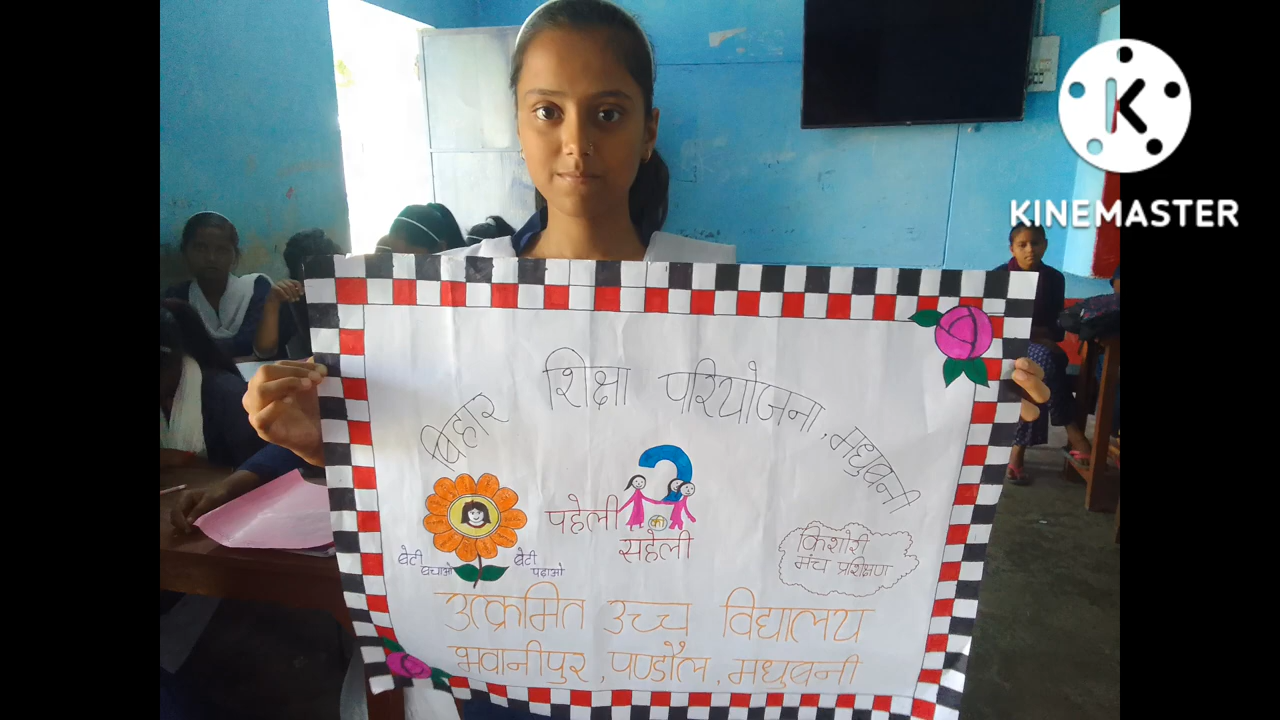 KINEMASTER
बिहार शिक्षा परियोजना, मधुबनी
पहेली
की
सहेली
बेटी
बचाओ
बेटी
पढ़ाओ
किशोरी
मंच प्रशिक्षण
उत्क्रमित उच्च विद्यालय
भवानीपुर, पण्डौल, मधुबनी